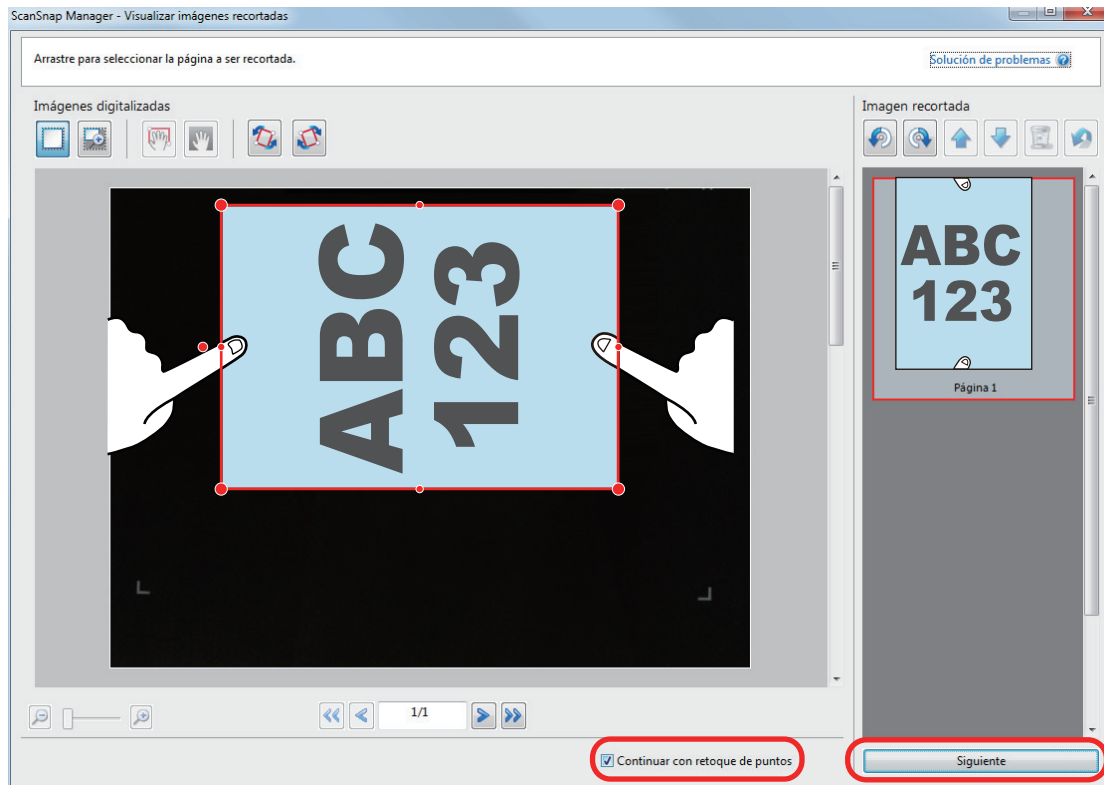 ScanSnap Manager - Visualizar imágenes recortadas
Arrastre para seleccionar la página a ser recortada.
Solución de problemas
Imágenes digitalizadas
Imagen recortada
ABC
123
ABC
123
Página 1
1/1
Continuar con retoque de puntos
Siguiente